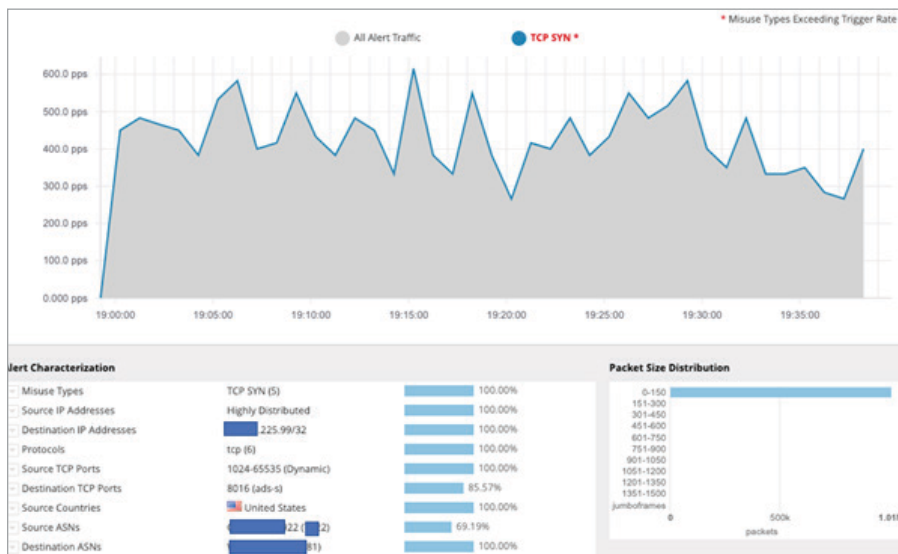 * Misuse Types Exceeding Trigger Rate
All Alert Traffic
TCP SYN *
600.0 pps
500.0 pps
400.0 pps
300.0 pps
200.0 pps
100.0 pps
0.000 pps
19:00:00 19:05:00 19:10:00 19:15:00 19:20:00 19:25:00 19:30:00 19:35:00
lert Characterization
Misuse Types TCP SYN (5) 100.00%
Source IP Addresses Highly Distributed 100.00%
Destination IP Addresses .225.99/32 100.00%
Protocols tcp (6) 100.00%
Source TCP Ports 1024-65535 (Dynamic) 100.00%
Destination TCP Ports 8016 (ads-s) 85.57%
Source Countries United States 100.00%
Source ASNs 022 ( 2) 69.19%
Destination ASNs 81) 100.00%
Packet Size Distribution
0-150
151-300
301-450
451-600
601-750
751-900
901-1050
1051-1200
1201-1350
1351-1500
jumboframes
0 500k 1.01
packets